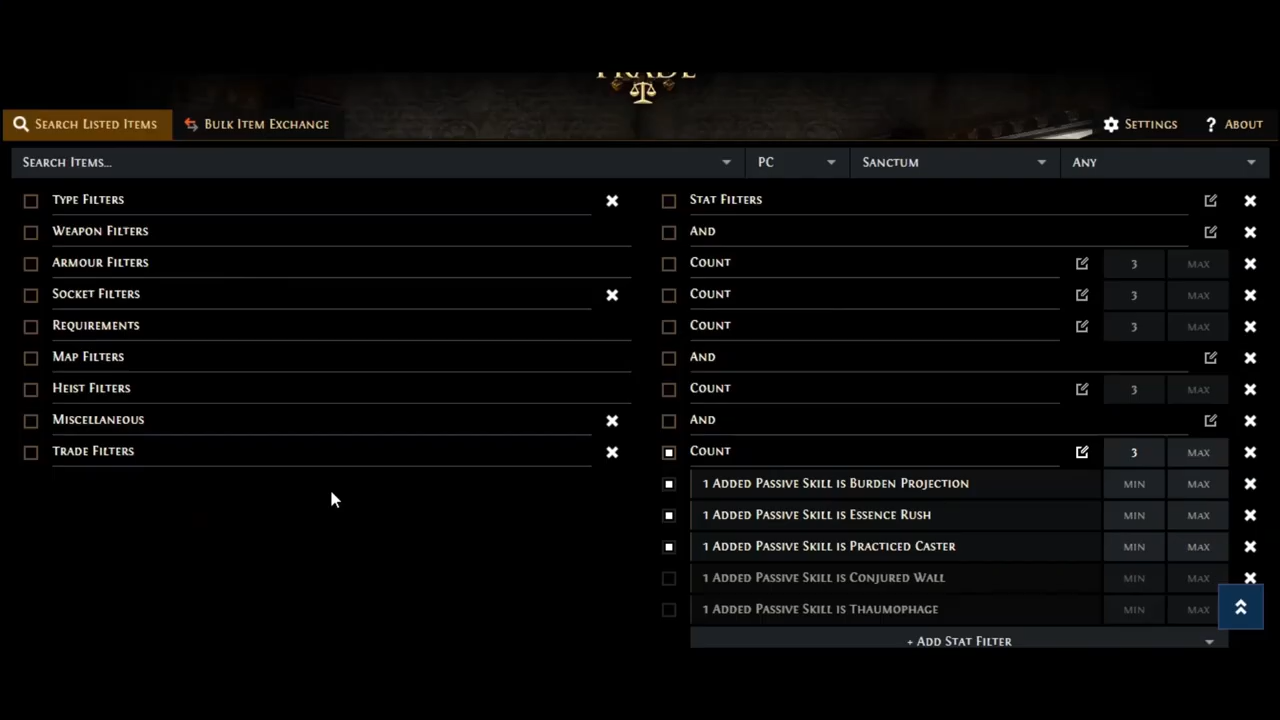 TRADE
SEARCH LISTED ITEMS
BULK ITEM EXCHANGE
SETTINGS
? ABOUT
SEARCH ITEMS...
PC
SANCTUM
ANY
TYPE FILTERS
WEAPON FILTERS
ARMOUR FILTERS
SOCKET FILTERS
REQUIREMENTS
MAP FILTERS
HEIST FILTERS
MISCELLANEOUS
TRADE FILTERS
STAT FILTERS
AND
COUNT 3 MAX
COUNT 3 MAX
COUNT 3 MAX
AND
COUNT 3 MAX
AND
COUNT 3 MAX
1 ADDED PASSIVE SKILL IS BURDEN PROJECTION MIN MAX
1 ADDED PASSIVE SKILL IS ESSENCE RUSH MIN MAX
1 ADDED PASSIVE SKILL IS PRACTICED CASTER MIN MAX
1 ADDED PASSIVE SKILL IS CONJURED WALL MIN MAX
1 ADDED PASSIVE SKILL IS THAUMOPHAGE MIN MAX
+ ADD STAT FILTER